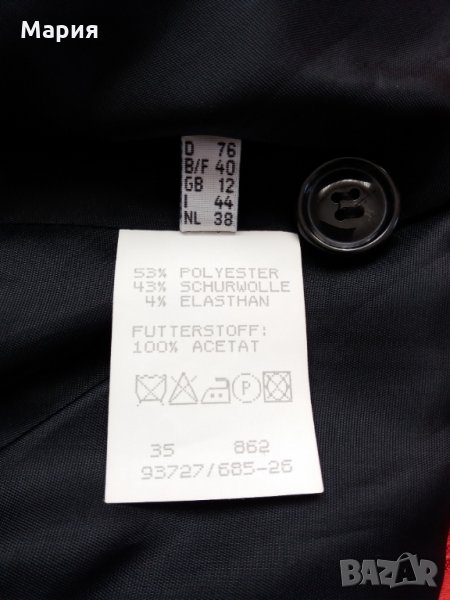 Мария
D 76
B/F 40
GB 12
I 44
NL 38
53% POLYESTER
43% SCHURWOLLE
4% ELASTHAN
FUTTERSTOFF:
100% ACETAT
P
35 862
93727/685-26
BAZAR